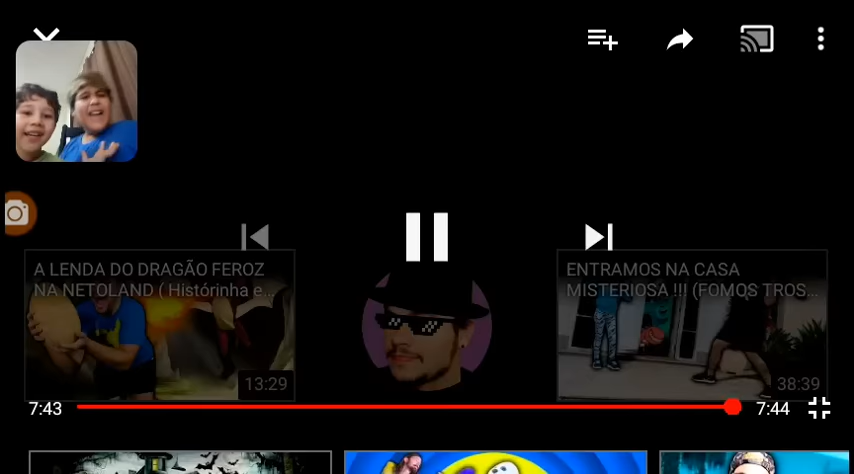 A LENDA DO DRAGÃO FEROZ
NA NETOLAND ( Histórinha e...
13:29
ENTRAMOS NA CASA
MISTERIOSA !!! (FOMOS TROS...
38:39
7:43
7:44